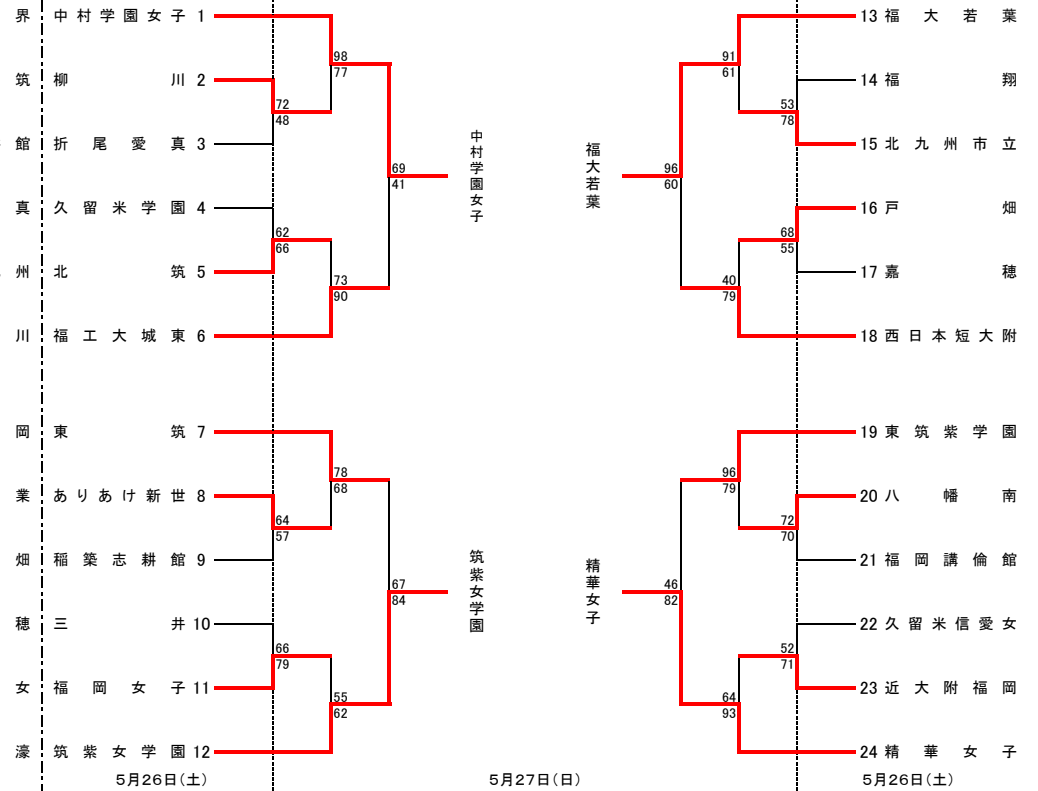 界 中村学園女子 1
98
77
筑 柳川 2
72
48
館 折尾愛真 3
69
41
中村学園女子
真 久留米学園 4
62
66
州 北筑 5
73
90
川 福工大城東 6
岡 東筑 7
78
68
業 ありあけ新世 8
64
57
畑 稲築志耕館 9
67
84
筑紫女学園
穂 三井 10
66
79
女 福岡女子 11
55
62
濠 筑紫女学園 12
13 福大若葉
91
61
14 福翔
53
78
15 北九州市立
福大若葉
96
60
16 戸畑
68
55
17 嘉穂
40
79
18 西日本短大附
19 東筑紫学園
96
79
20 八幡南
72
70
21 福岡講倫館
精華女子
46
82
22 久留米信愛女
52
71
23 近大附福岡
64
93
24 精華女子
5月26日(土)
5月27日(日)
5月26日(土)